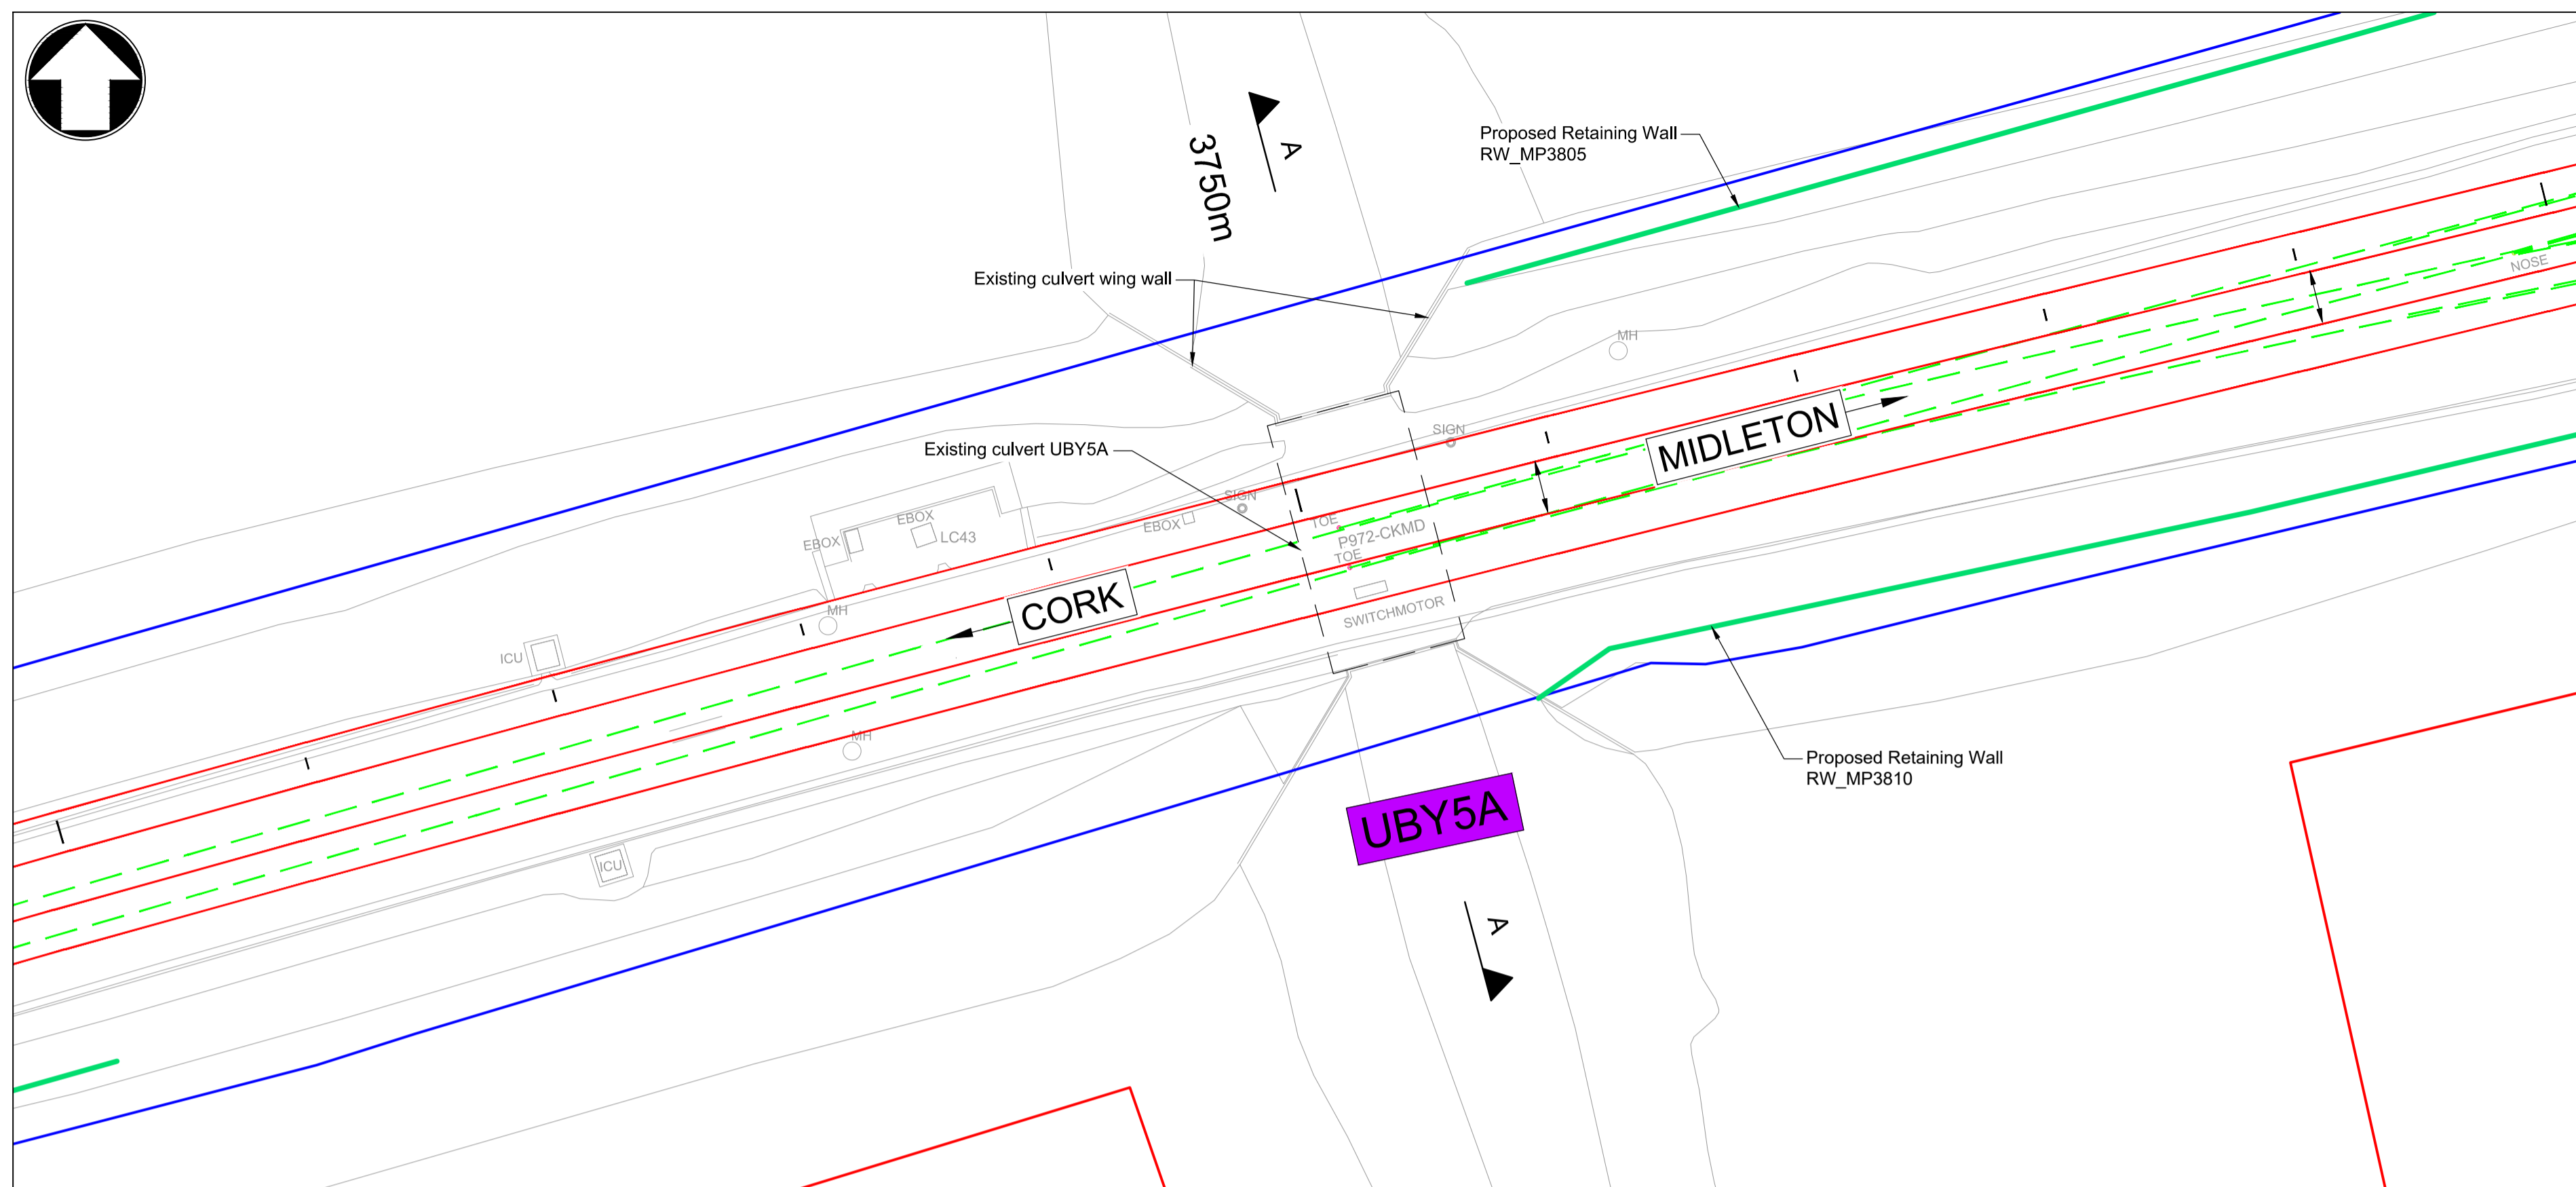 Proposed Retaining Wall
RW_MP3805
A
3750m
Existing culvert wing wall
NOSE
MH
MIDLETON
SIGN
Existing culvert UBY5A
SIGN
EBOX
EBOX
EBOX
LC43
TOE
P972-CKMD
TOE
CORK
SWITCHMOTOR
MH
ICU
MH
Proposed Retaining Wall
RW_MP3810
UBY5A
ICU
A